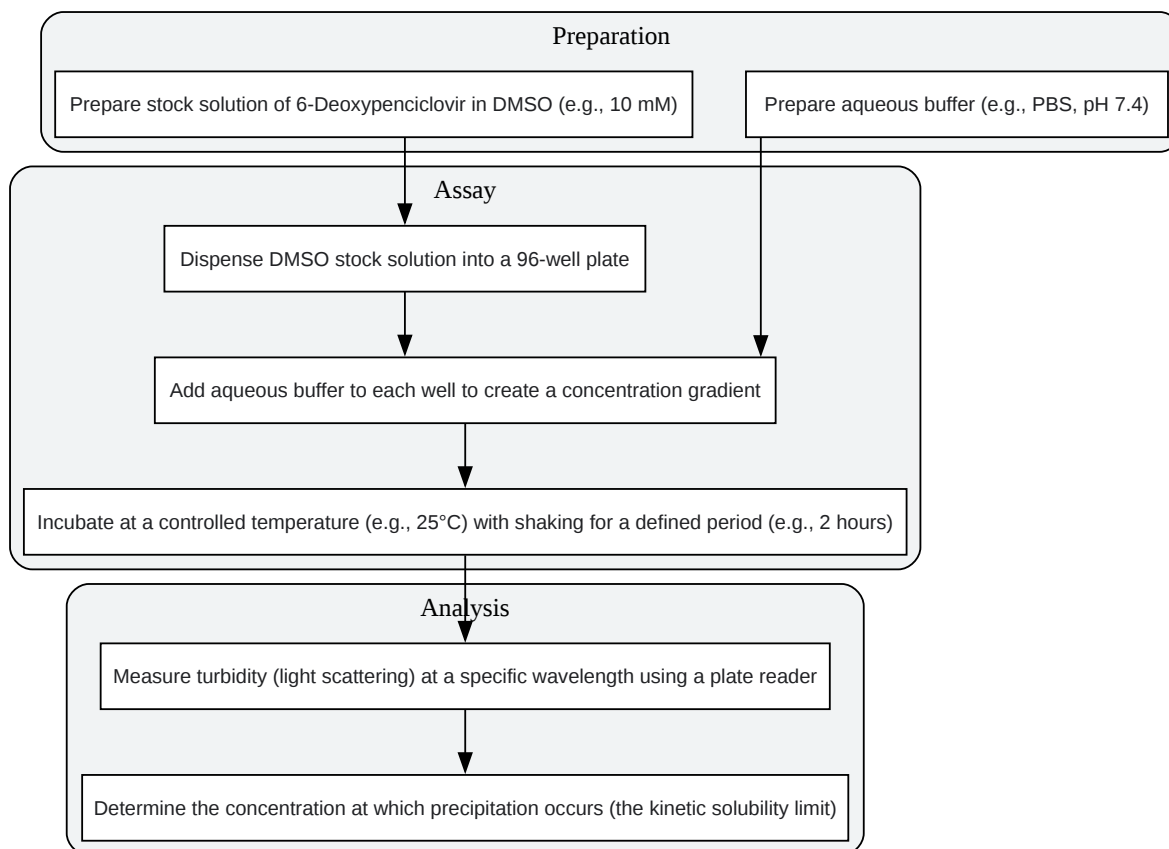 Preparation
Prepare stock solution of 6-Deoxypenciclovir in DMSO (e.g., 10 mM)
Prepare aqueous buffer (e.g., PBS, pH 7.4)
Assay
Dispense DMSO stock solution into a 96-well plate
Add aqueous buffer to each well to create a concentration gradient
Incubate at a controlled temperature (e.g., 25°C) with shaking for a defined period (e.g., 2 hours)
Analysis
Measure turbidity (light scattering) at a specific wavelength using a plate reader
Determine the concentration at which precipitation occurs (the kinetic solubility limit)